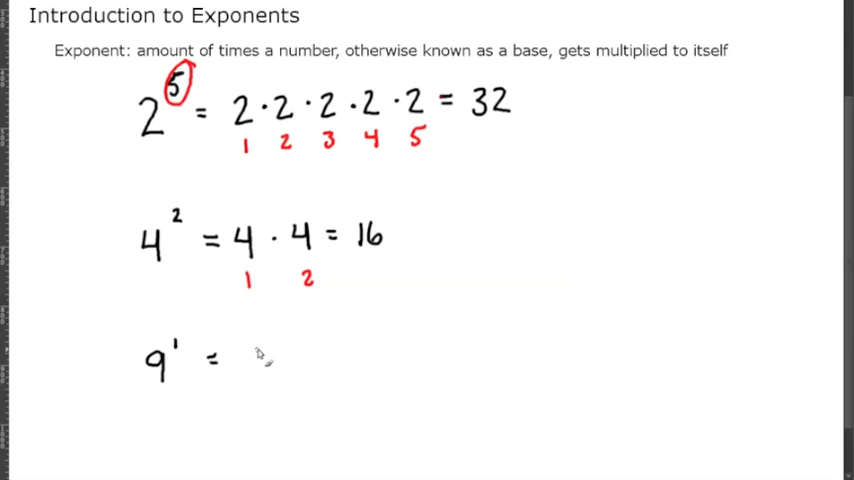 Introduction to Exponents
Exponent: amount of times a number, otherwise known as a base, gets multiplied to itself
2⁵ = 2 · 2 · 2 · 2 · 2 = 32
1 2 3 4 5
4² = 4 · 4 = 16
1 2
9¹ =